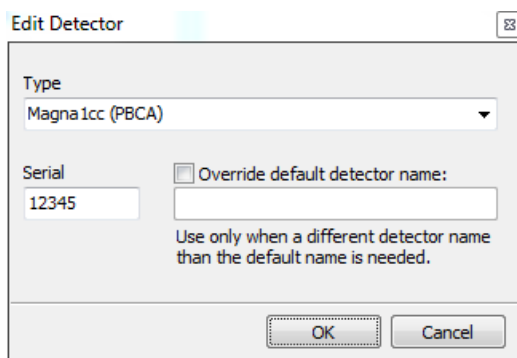 Edit Detector
Type
Magna1cc (PBCA)
Serial
Override default detector name:
12345
Use only when a different detector name
than the default name is needed.
OK
Cancel